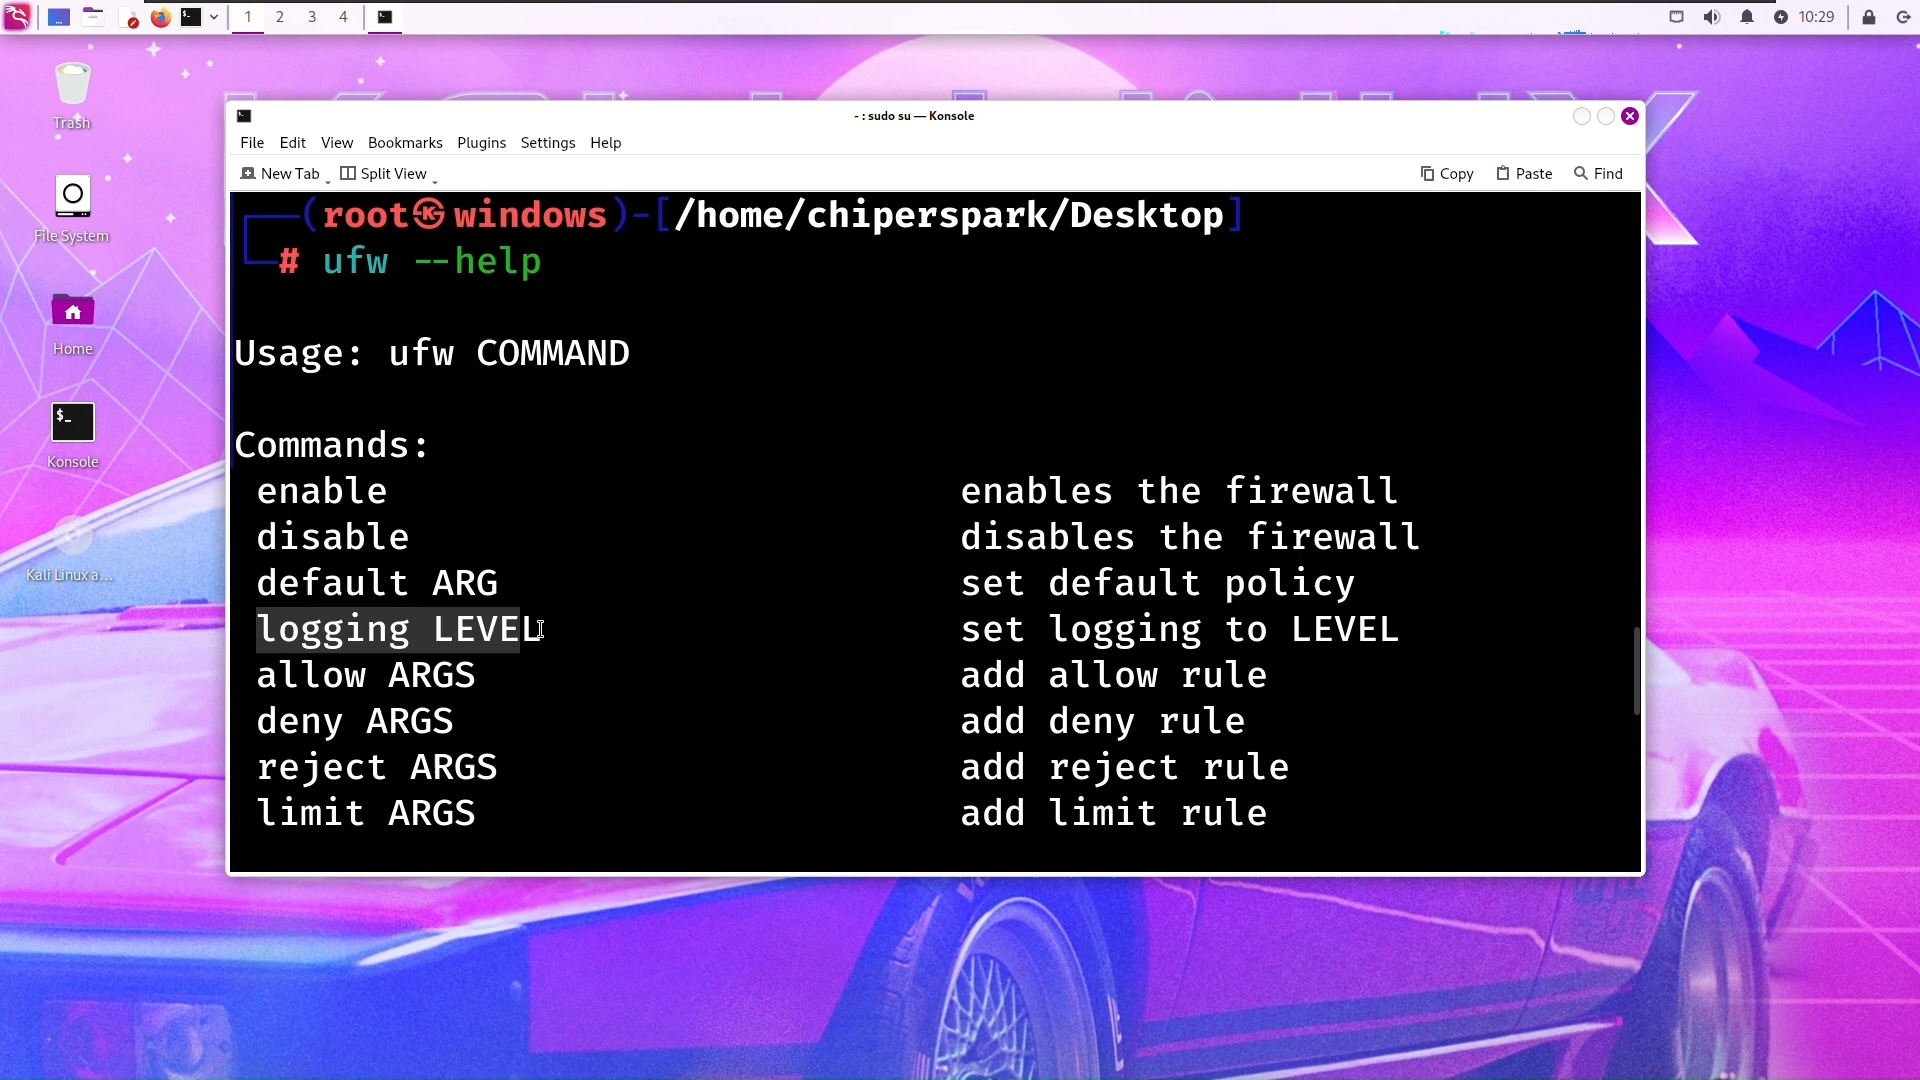 1 2 3 4
10:29
Trash
File System
Home
Konsole
Kali Linux a...
- : sudo su — Konsole
File Edit View Bookmarks Plugins Settings Help
New Tab Split View Copy Paste Find
(root㉿windows)-[/home/chiperspark/Desktop]
# ufw --help
Usage: ufw COMMAND
Commands:
enable enables the firewall
disable disables the firewall
default ARG set default policy
logging LEVEL set logging to LEVEL
allow ARGS add allow rule
deny ARGS add deny rule
reject ARGS add reject rule
limit ARGS add limit rule